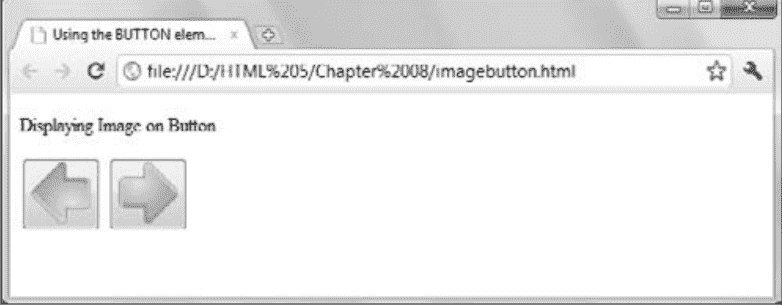 Using the BUTTON elem...
file:///D:/HTML%205/Chapter%2008/imagebutton.html
Displaying Image on Button